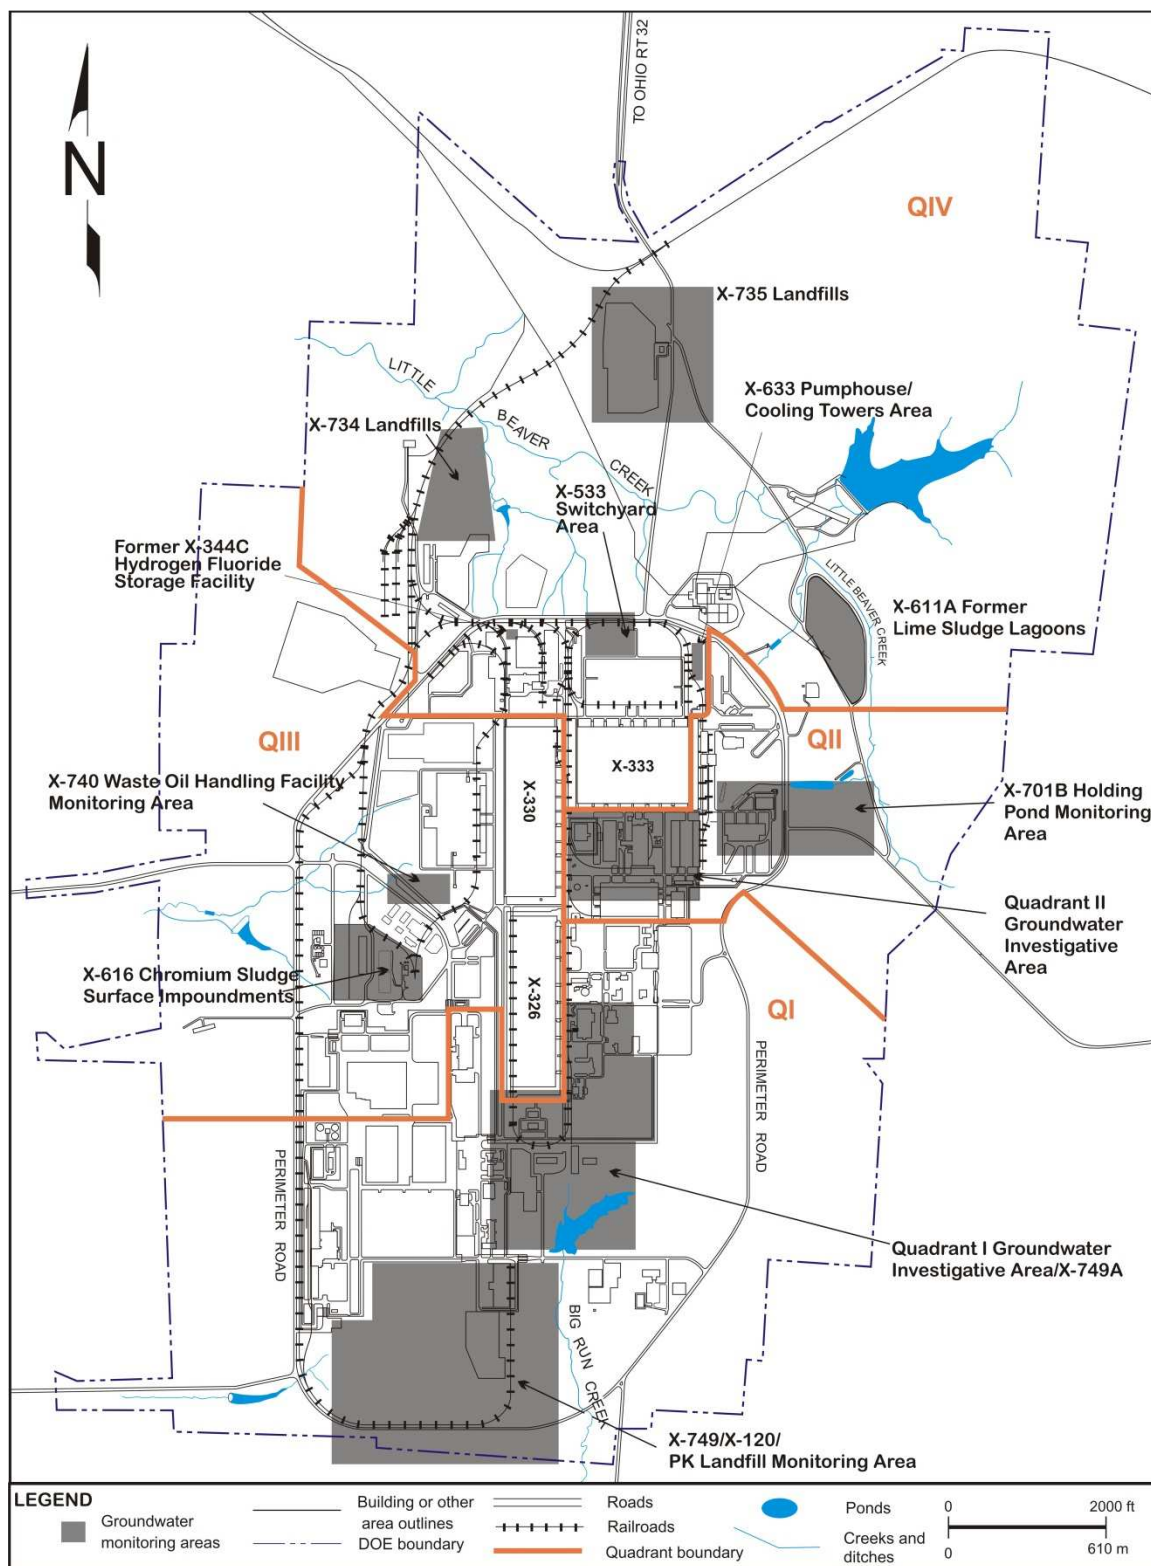 TO OHIO RT 32
N
QIV
X-735 Landfills
X-633 Pumphouse/
Cooling Towers Area
LITTLE BEAVER CREEK
X-734 Landfills
X-533
Switchyard
Area
Former X-344C
Hydrogen Fluoride
Storage Facility
LITTLE BEAVER CREEK
X-611A Former
Lime Sludge Lagoons
QIII
QII
X-333
X-330
X-740 Waste Oil Handling Facility
Monitoring Area
X-701B Holding
Pond Monitoring
Area
Quadrant II
Groundwater
Investigative
Area
X-616 Chromium Sludge
Surface Impoundments
X-326
QI
PERIMETER ROAD
PERIMETER ROAD
Quadrant I Groundwater
Investigative Area/X-749A
BIG RUN CREEK
X-749/X-120/
PK Landfill Monitoring Area
LEGEND
Groundwater
monitoring areas
Building or other
area outlines
DOE boundary
Roads
Railroads
Quadrant boundary
Ponds
Creeks and
ditches
0 2000 ft
0 610 m